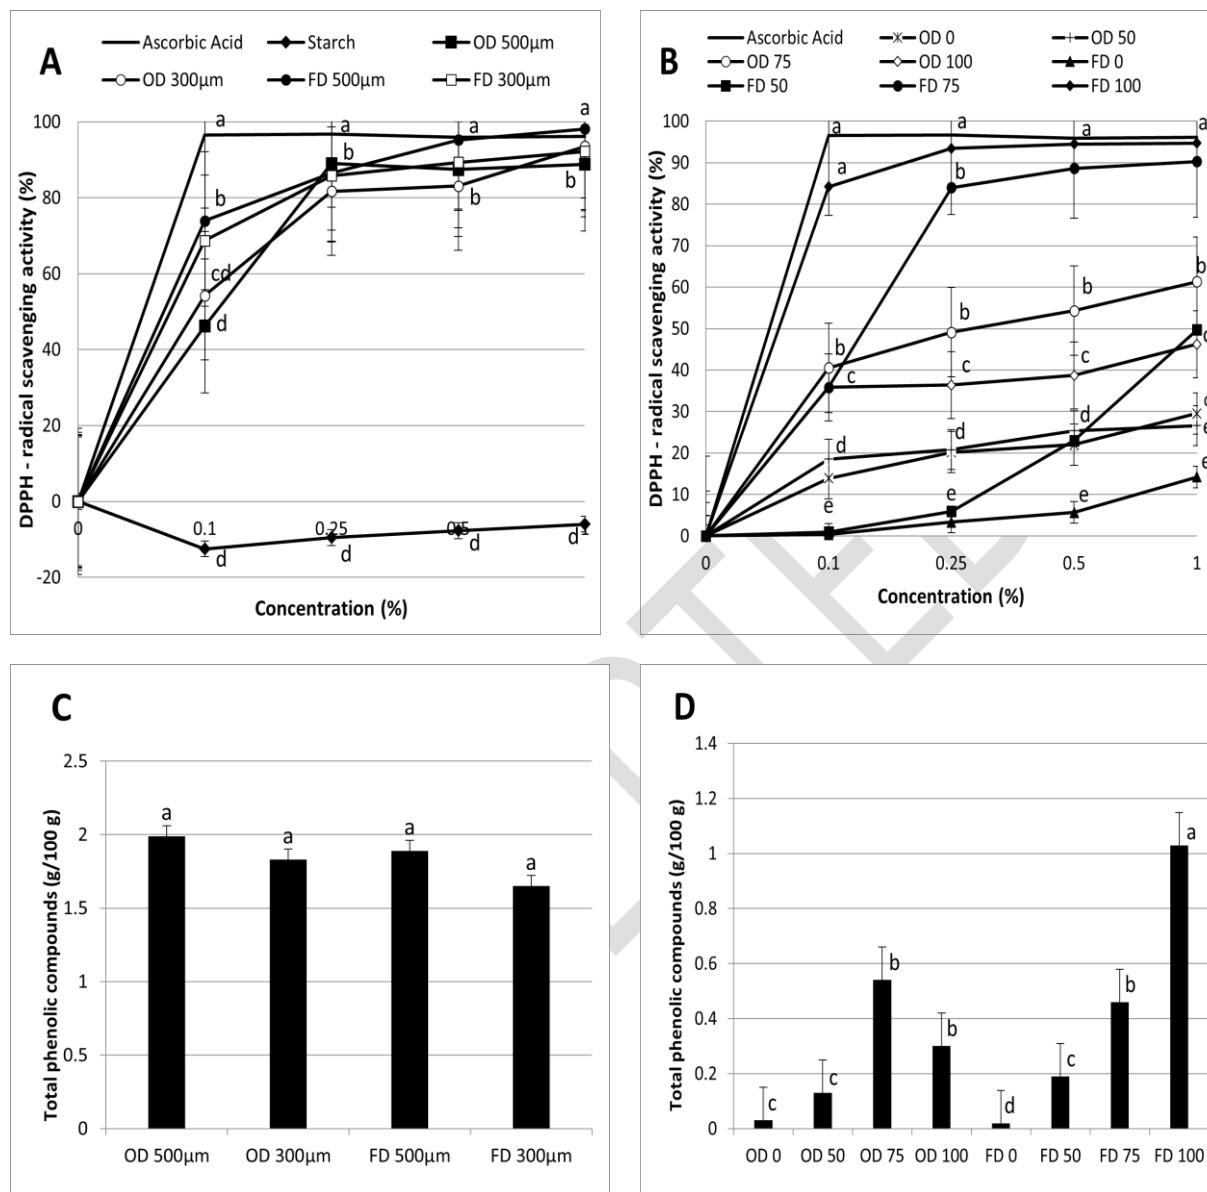 A
Ascorbic Acid Starch OD 500µm
OD 300µm FD 500µm FD 300µm
DPPH - radical scavenging activity (%)
100
80
60
40
20
0
-20
a a a a
b b b b
cd
d
d d d d
0 0.1 0.25 0.5
Concentration (%)
B
Ascorbic Acid OD 0 OD 50
OD 75 OD 100 FD 0
FD 50 FD 75 FD 100
DPPH - radical scavenging activity (%)
100
90
80
70
60
50
40
30
20
10
0
a a a a
a b
b b b b
c c c c
d d d
e e e e e
0 0.1 0.25 0.5 1
Concentration (%)
C
Total phenolic compounds (g/100 g)
2.5
2
1.5
1
0.5
0
a a a a
OD 500µm OD 300µm FD 500µm FD 300µm
D
Total phenolic compounds (g/100 g)
1.4
1.2
1
0.8
0.6
0.4
0.2
0
c c b b d c b a
OD 0 OD 50 OD 75 OD 100 FD 0 FD 50 FD 75 FD 100